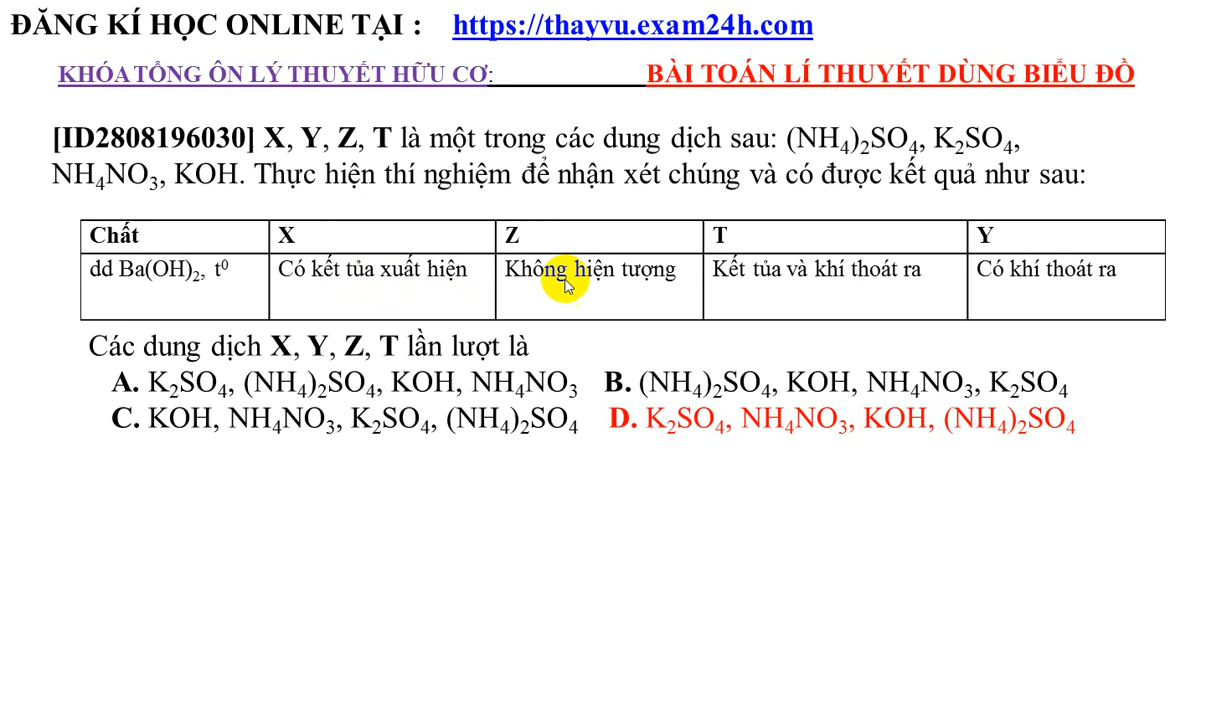 ĐĂNG KÍ HỌC ONLINE TẠI : https://thayvu.exam24h.com
KHÓA TỔNG ÔN LÝ THUYẾT HỮU CƠ: BÀI TOÁN LÍ THUYẾT DÙNG BIỂU ĐỒ
[ID2808196030] X, Y, Z, T là một trong các dung dịch sau: (NH₄)₂SO₄, K₂SO₄,
NH₄NO₃, KOH. Thực hiện thí nghiệm để nhận xét chúng và có được kết quả như sau:
Chất X Z T Y
dd Ba(OH)₂, t⁰ Có kết tủa xuất hiện Không hiện tượng Kết tủa và khí thoát ra Có khí thoát ra
Các dung dịch X, Y, Z, T lần lượt là
A. K₂SO₄, (NH₄)₂SO₄, KOH, NH₄NO₃ B. (NH₄)₂SO₄, KOH, NH₄NO₃, K₂SO₄
C. KOH, NH₄NO₃, K₂SO₄, (NH₄)₂SO₄ D. K₂SO₄, NH₄NO₃, KOH, (NH₄)₂SO₄